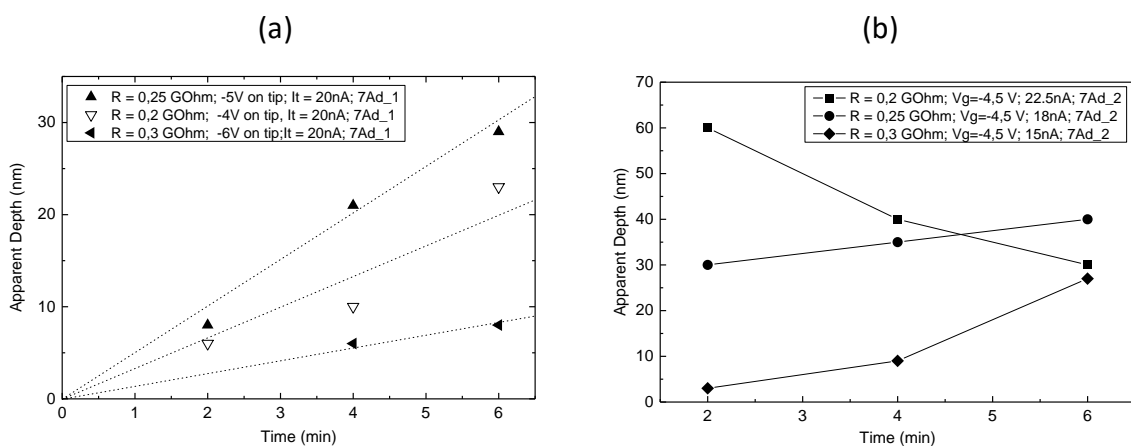 (a)
R = 0,25 GOhm; -5V on tip; It = 20nA; 7Ad_1
R = 0,2 GOhm;  -4V on tip, It = 20nA; 7Ad_1
R = 0,3 GOhm;  -6V on tip;It = 20nA; 7Ad_1
30
20
10
0
0
1
2
3
4
5
6
Apparent Depth (nm)
Time (min)
(b)
R = 0,2 GOhm; Vg=-4,5 V; 22.5nA; 7Ad_2
R = 0,25 GOhm; Vg=-4,5 V; 18nA; 7Ad_2
R = 0,3 GOhm; Vg=-4,5 V; 15nA; 7Ad_2
70
60
50
40
30
20
10
0
2
4
6
Apparent Depth (nm)
Time (min)